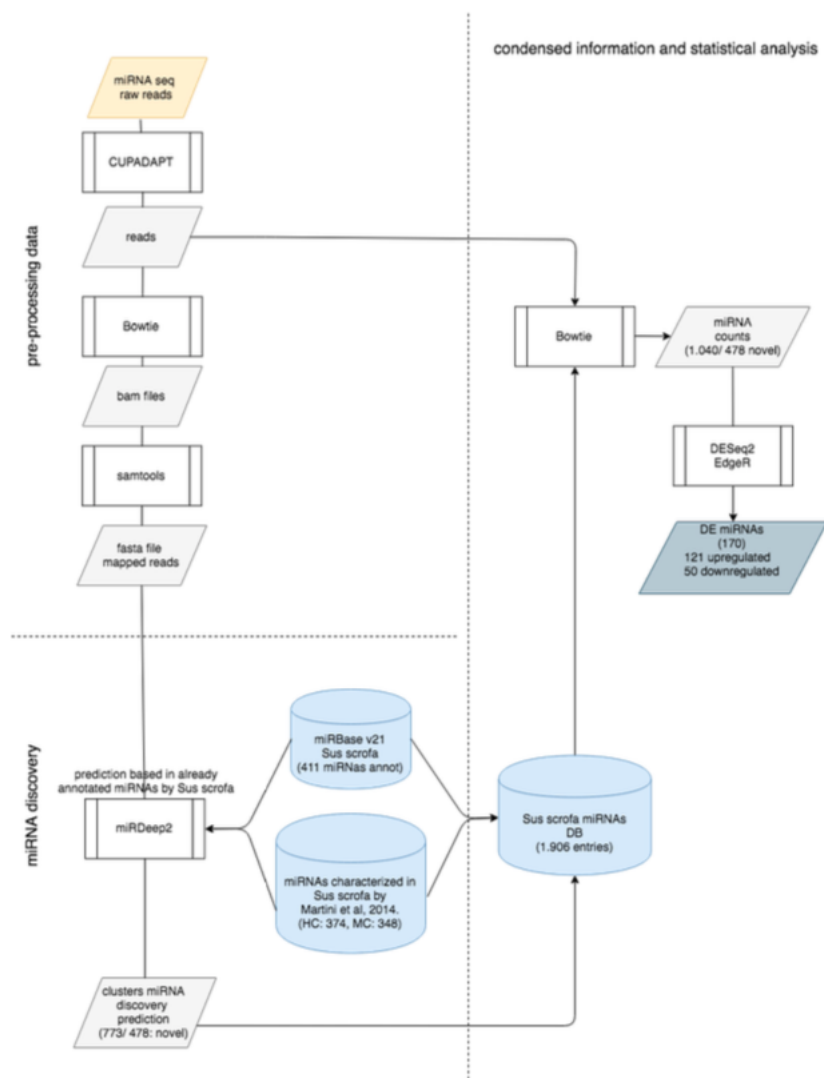 condensed information and statistical analysis
miRNA seq
raw reads
CUPADAPT
reads
pre-processing data
Bowtie
bam files
samtools
fasta file
mapped reads
Bowtie
miRNA
counts
(1.040/ 478 novel)
DESeq2
EdgeR
DE miRNAs
(170)
121 upregulated
50 downregulated
miRNA discovery
prediction based in already
annotated miRNAs by Sus scrofa
miRDeep2
miRBase v21
Sus scrofa
(411 miRNas annot)
miRNAs characterized in
Sus scrofa by
Martini et al, 2014.
(HC: 374, MC: 348)
Sus scrofa miRNAs
DB
(1.906 entries)
clusters miRNA
discovery
prediction
(773/ 478: novel)